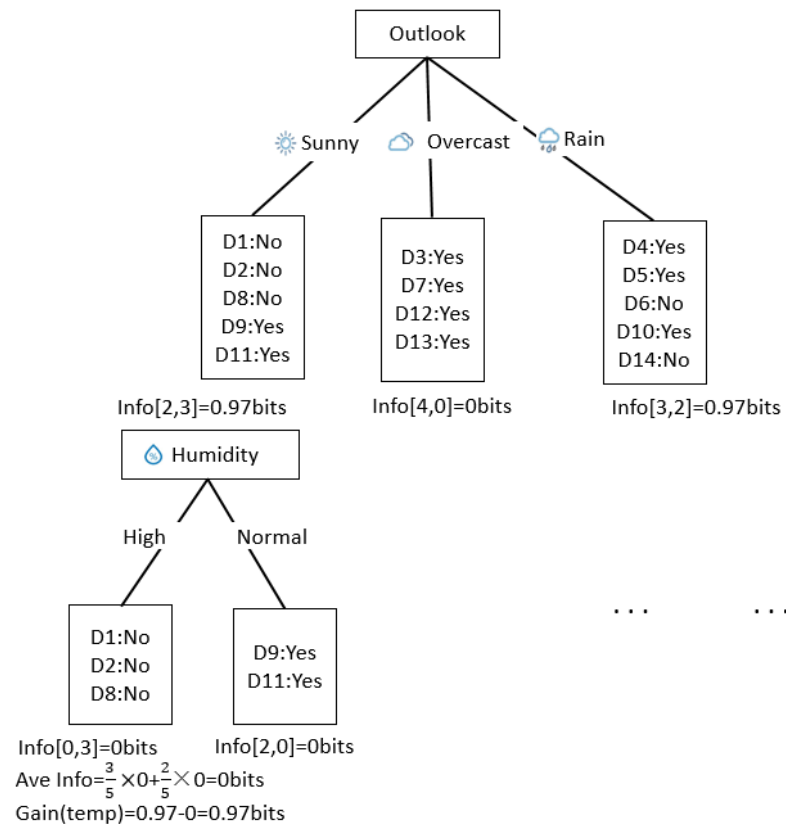 Outlook
Sunny
Overcast
Rain
D1:No
D2:No
D8:No
D9:Yes
D11:Yes
D3:Yes
D7:Yes
D12:Yes
D13:Yes
D4:Yes
D5:Yes
D6:No
D10:Yes
D14:No
Info[2,3]=0.97bits
Info[4,0]=0bits
Info[3,2]=0.97bits
% Humidity
High
Normal
D1:No
D2:No
D8:No
D9:Yes
D11:Yes
...
...
Info[0,3]=0bits
Info[2,0]=0bits
Ave Info=3/5×0+2/5×0=0bits
Gain(temp)=0.97-0=0.97bits